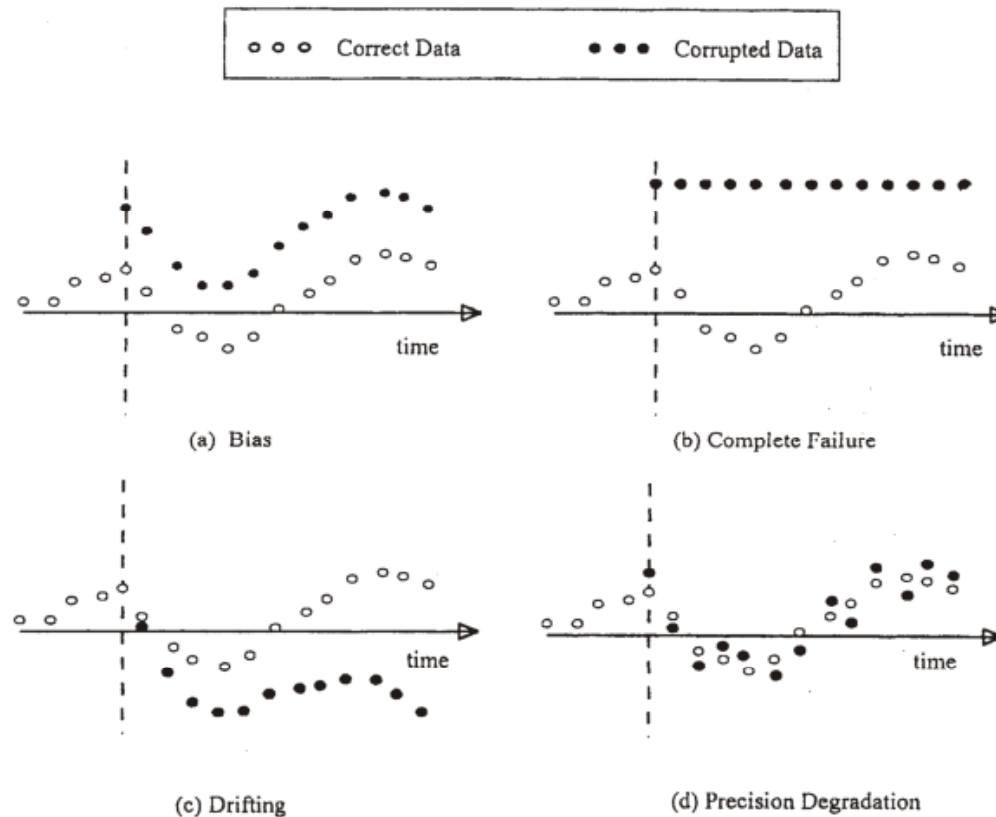 Correct Data
Corrupted Data
time
(a) Bias
time
(b) Complete Failure
time
(c) Drifting
time
(d) Precision Degradation